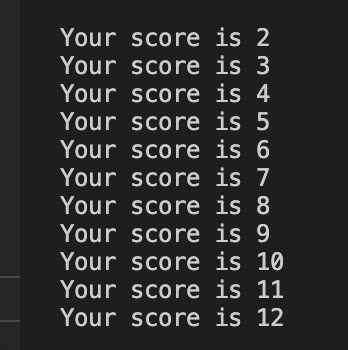 Your score is 2
Your score is 3
Your score is 4
Your score is 5
Your score is 6
Your score is 7
Your score is 8
Your score is 9
Your score is 10
Your score is 11
Your score is 12